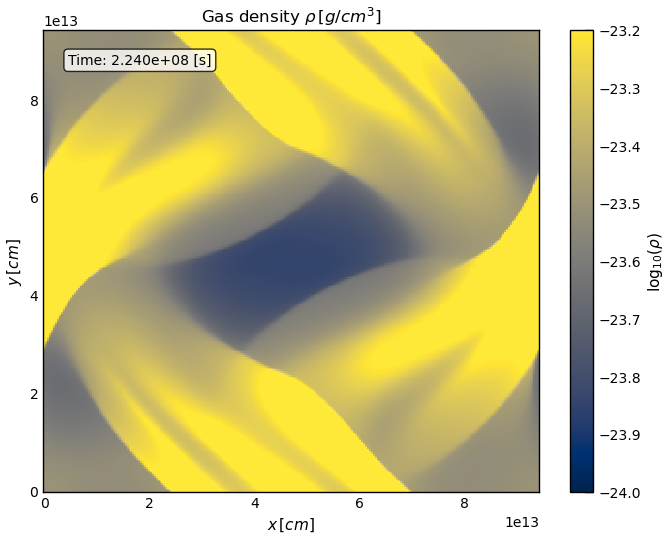 Gas density ρ [g/cm³]
1e13
Time: 2.240e+08 [s]
8
6
4
2
0
y [cm]
0
2
4
6
8
x [cm]
1e13
−23.2
−23.3
−23.4
−23.5
−23.6
−23.7
−23.8
−23.9
−24.0
log₁₀(ρ)